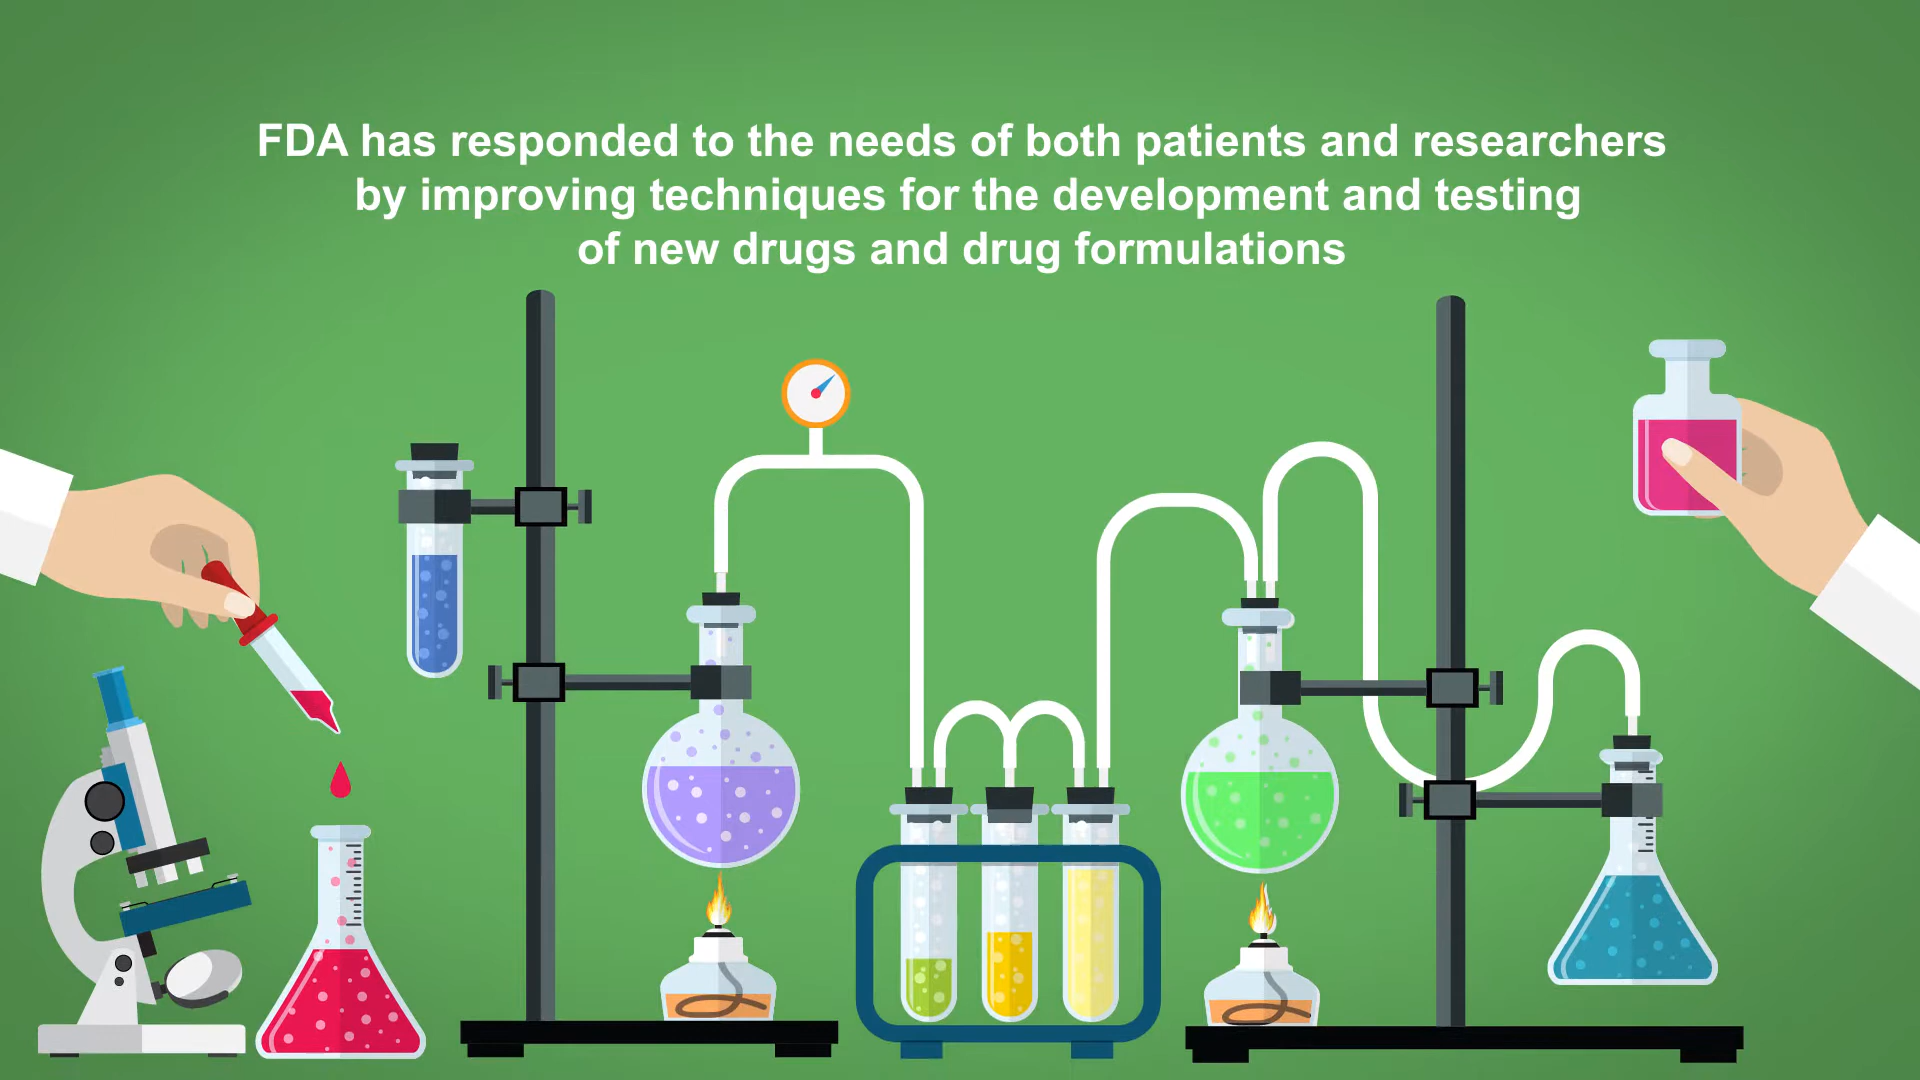 FDA has responded to the needs of both patients and researchers
by improving techniques for the development and testing
of new drugs and drug formulations